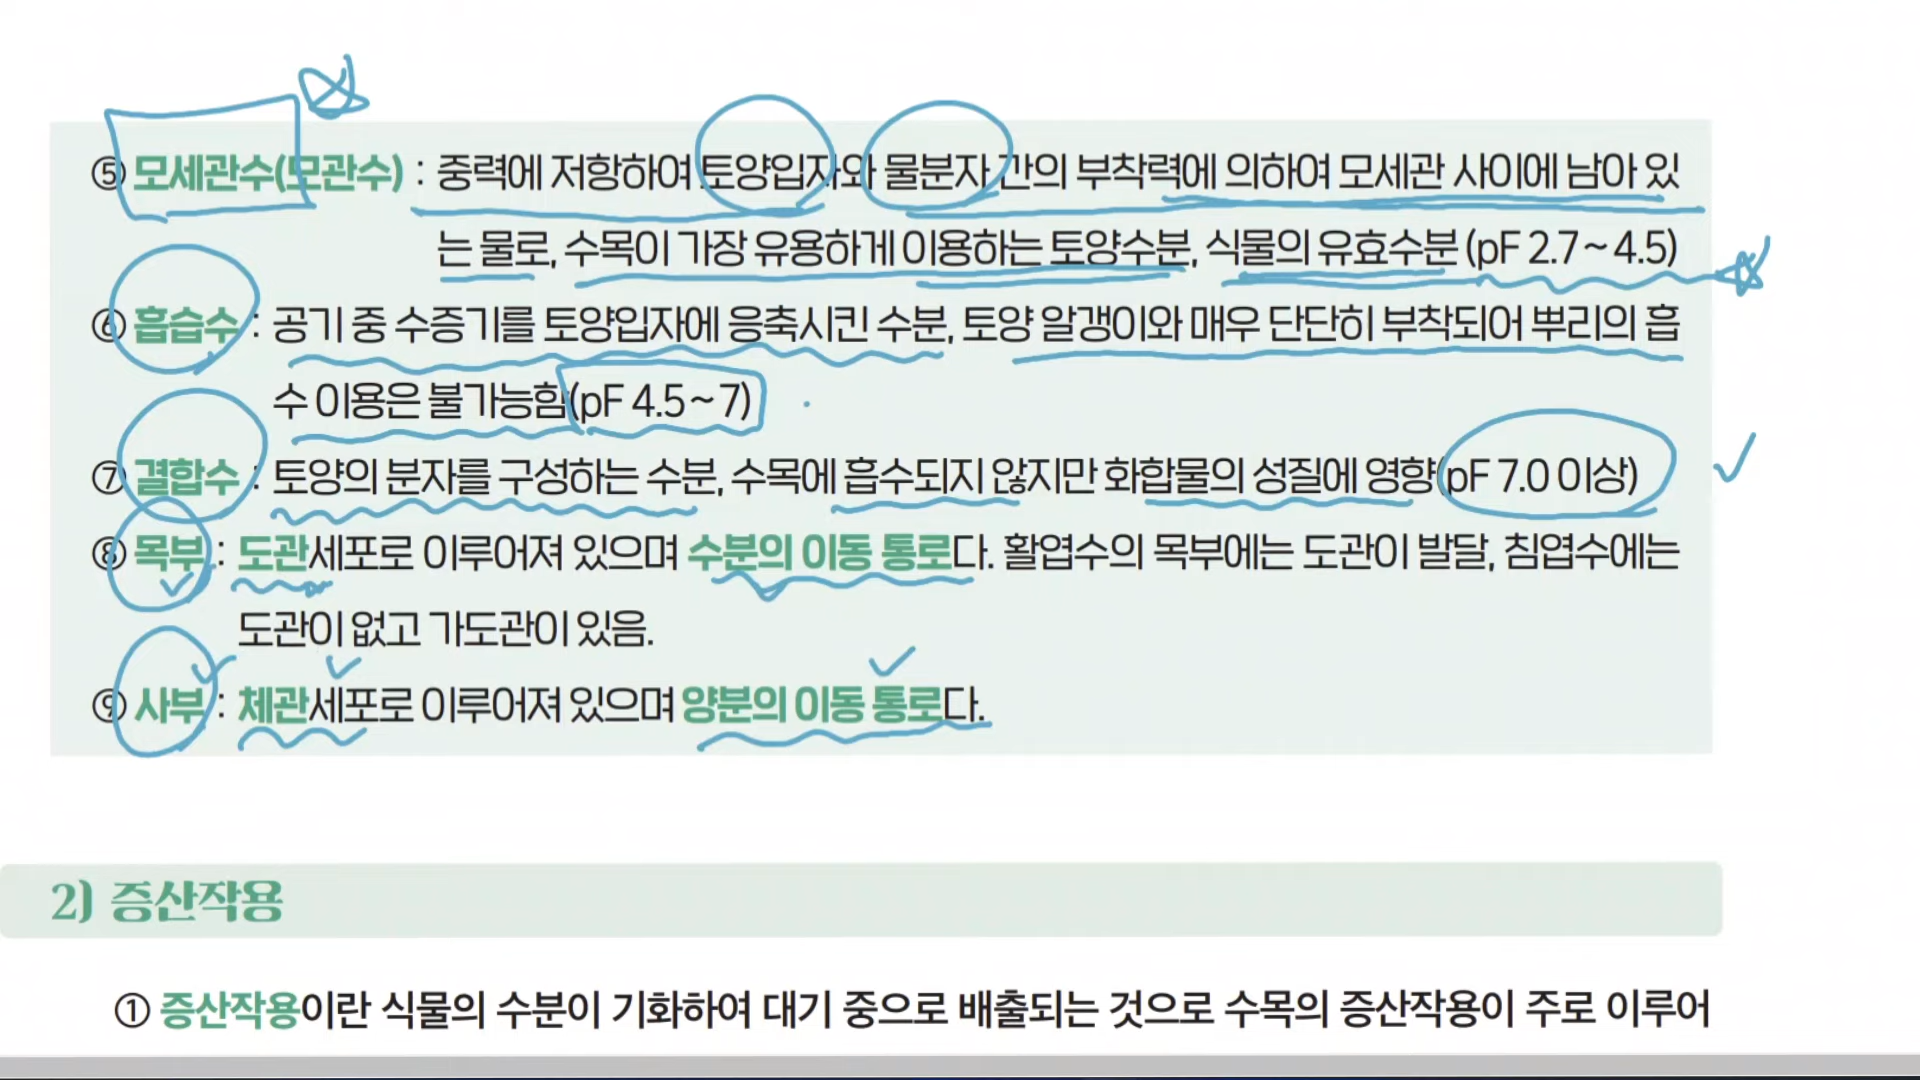 ⑤ 모세관수(모관수) : 중력에 저항하여 토양입자와 물분자 간의 부착력에 의하여 모세관 사이에 남아 있
는 물로, 수목이 가장 유용하게 이용하는 토양수분, 식물의 유효수분(pF 2.7~4.5)
⑥ 흡습수 : 공기 중 수증기를 토양입자에 응축시킨 수분, 토양 알갱이와 매우 단단히 부착되어 뿌리의 흡
수 이용은 불가능함(pF 4.5~7)
⑦ 결합수 : 토양의 분자를 구성하는 수분, 수목에 흡수되지 않지만 화합물의 성질에 영향(pF 7.0 이상)
⑧ 목부 : 도관세포로 이루어져 있으며 수분의 이동 통로다. 활엽수의 목부에는 도관이 발달, 침엽수에는
도관이 없고 가도관이 있음.
⑨ 사부 : 체관세포로 이루어져 있으며 양분의 이동 통로다.
2) 증산작용
① 증산작용이란 식물의 수분이 기화하여 대기 중으로 배출되는 것으로 수목의 증산작용이 주로 이루어